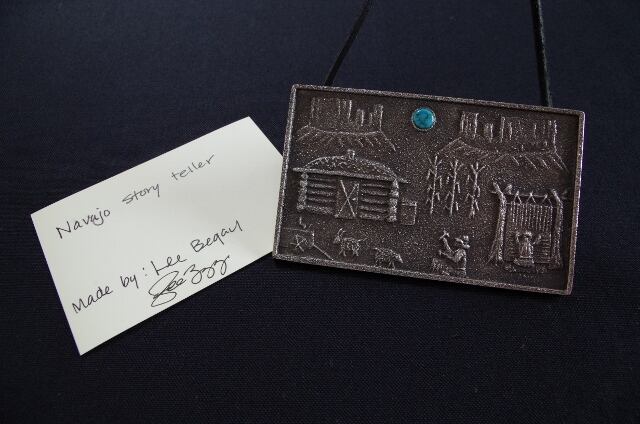 Navajo story teller
Made by: Lee Begay